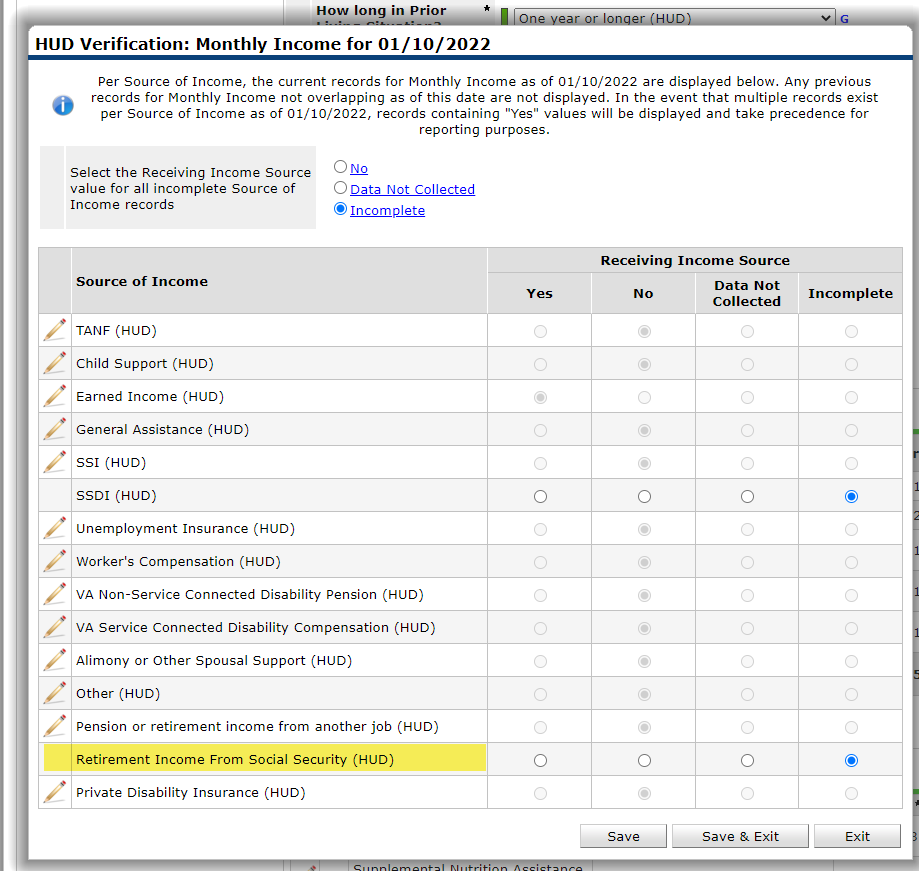 How long in Prior
Living Situation?
*
One year or longer (HUD)
G
HUD Verification: Monthly Income for 01/10/2022
Per Source of Income, the current records for Monthly Income as of 01/10/2022 are displayed below. Any previous
records for Monthly Income not overlapping as of this date are not displayed. In the event that multiple records exist
per Source of Income as of 01/10/2022, records containing "Yes" values will be displayed and take precedence for
reporting purposes.
Select the Receiving Income Source
value for all incomplete Source of
Income records
No
Data Not Collected
Incomplete
Source of Income
Receiving Income Source
Yes
No
Data Not
Collected
Incomplete
TANF (HUD)
Child Support (HUD)
Earned Income (HUD)
General Assistance (HUD)
SSI (HUD)
SSDI (HUD)
Unemployment Insurance (HUD)
Worker's Compensation (HUD)
VA Non-Service Connected Disability Pension (HUD)
VA Service Connected Disability Compensation (HUD)
Alimony or Other Spousal Support (HUD)
Other (HUD)
Pension or retirement income from another job (HUD)
Retirement Income From Social Security (HUD)
Private Disability Insurance (HUD)
Save
Save & Exit
Exit
Supplemental Nutrition Assistance